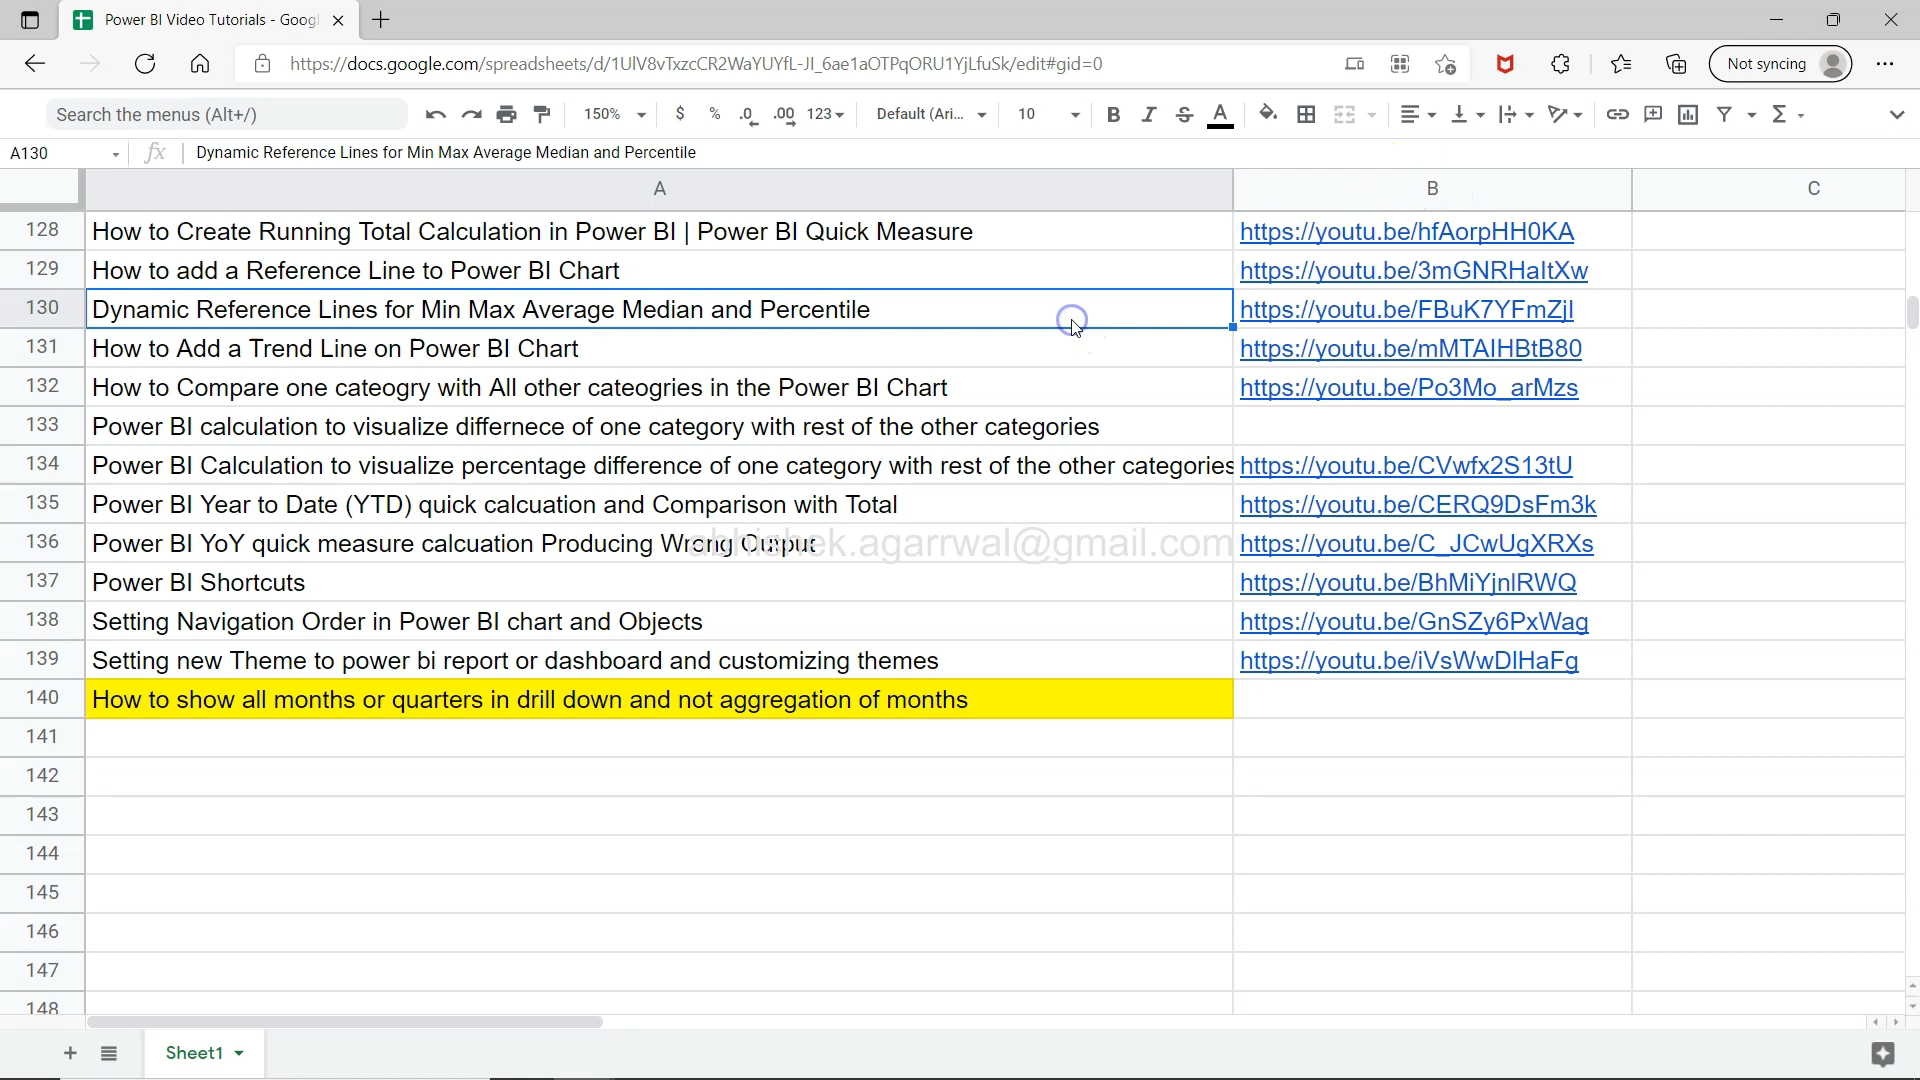 Power BI Video Tutorials - Googl
https://docs.google.com/spreadsheets/d/1UlV8vTxzcCR2WaYUYfL-JI_6ae1aOTPqORU1YjLfuSk/edit#gid=0
Not syncing
Search the menus (Alt+/)
150%
$ % .0 .00 123
Default (Ari...
10
B I S A
A130
fx
Dynamic Reference Lines for Min Max Average Median and Percentile
A B C
128 How to Create Running Total Calculation in Power BI | Power BI Quick Measure https://youtu.be/hfAorpHH0KA
129 How to add a Reference Line to Power BI Chart https://youtu.be/3mGNRHaltXw
130 Dynamic Reference Lines for Min Max Average Median and Percentile https://youtu.be/FBuK7YFmZjI
131 How to Add a Trend Line on Power BI Chart https://youtu.be/mMTAIHBtB80
132 How to Compare one cateogry with All other cateogries in the Power BI Chart https://youtu.be/Po3Mo_arMzs
133 Power BI calculation to visualize differnece of one category with rest of the other categories
134 Power BI Calculation to visualize percentage difference of one category with rest of the other categories https://youtu.be/CVwfx2S13tU
135 Power BI Year to Date (YTD) quick calcuation and Comparison with Total https://youtu.be/CERQ9DsFm3k
136 Power BI YoY quick measure calcuation Producing Wrong Output https://youtu.be/C_JCwUgXRXs
abhishek.agarrwal@gmail.com
137 Power BI Shortcuts https://youtu.be/BhMiYjnlRWQ
138 Setting Navigation Order in Power BI chart and Objects https://youtu.be/GnSZy6PxWag
139 Setting new Theme to power bi report or dashboard and customizing themes https://youtu.be/iVsWwDlHaFg
140 How to show all months or quarters in drill down and not aggregation of months
141
142
143
144
145
146
147
148
Sheet1